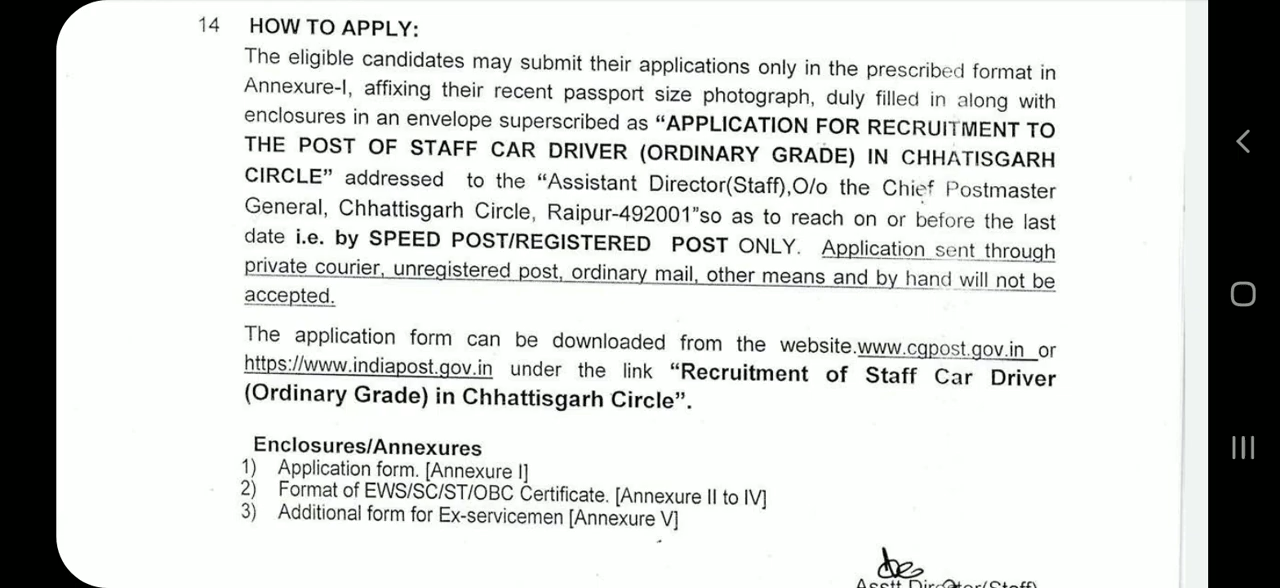 14 HOW TO APPLY:
The eligible candidates may submit their applications only in the prescribed format in
Annexure-I, affixing their recent passport size photograph, duly filled in along with
enclosures in an envelope superscribed as “APPLICATION FOR RECRUITMENT TO
THE POST OF STAFF CAR DRIVER (ORDINARY GRADE) IN CHHATISGARH
CIRCLE” addressed to the “Assistant Director(Staff),O/o the Chief Postmaster
General, Chhattisgarh Circle, Raipur-492001”so as to reach on or before the last
date i.e. by SPEED POST/REGISTERED POST ONLY. Application sent through
private courier, unregistered post, ordinary mail, other means and by hand will not be
accepted.
The application form can be downloaded from the website.www.cgpost.gov.in or
https://www.indiapost.gov.in under the link “Recruitment of Staff Car Driver
(Ordinary Grade) in Chhattisgarh Circle”.
Enclosures/Annexures
1) Application form. [Annexure I]
2) Format of EWS/SC/ST/OBC Certificate. [Annexure II to IV]
3) Additional form for Ex-servicemen [Annexure V]
Asstt Director(Staff)